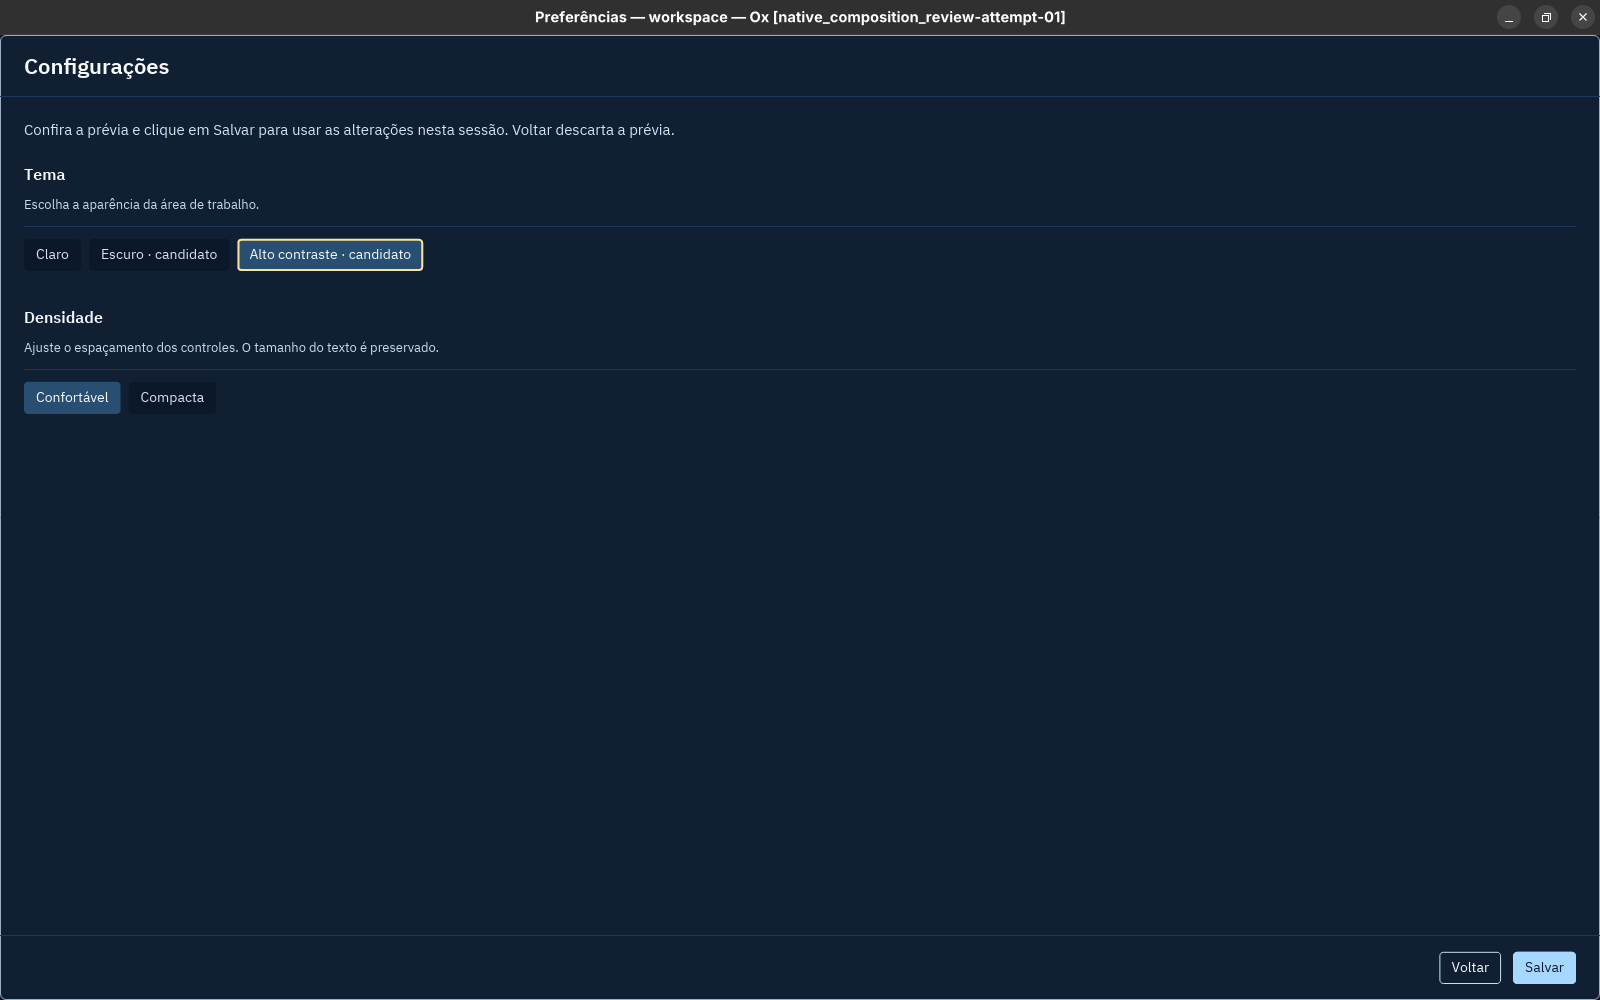 Preferências — workspace — Ox [native_composition_review-attempt-01]
Configurações
Confira a prévia e clique em Salvar para usar as alterações nesta sessão. Voltar descarta a prévia.
Tema
Escolha a aparência da área de trabalho.
Claro
Escuro · candidato
Alto contraste · candidato
Densidade
Ajuste o espaçamento dos controles. O tamanho do texto é preservado.
Confortável
Compacta
Voltar
Salvar